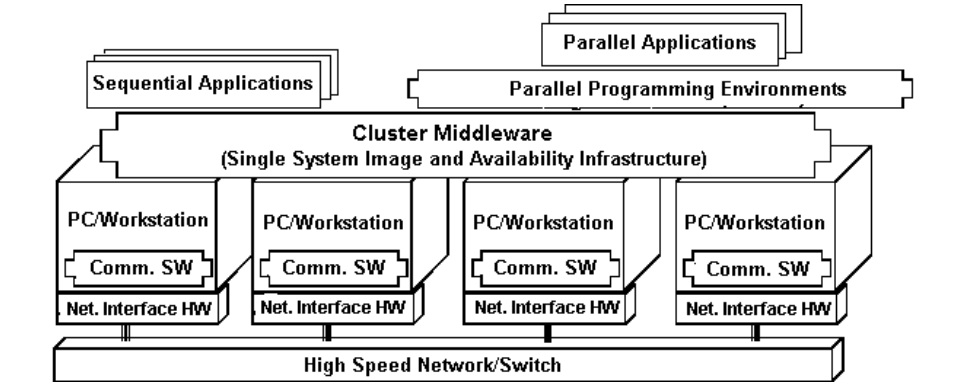 Parallel Applications
Sequential Applications
Parallel Programming Environments
Cluster Middleware
(Single System Image and Availability Infrastructure)
PC/Workstation
PC/Workstation
PC/Workstation
PC/Workstation
Comm. SW
Comm. SW
Comm. SW
Comm. SW
Net. Interface HW
Net. Interface HW
Net. Interface HW
Net. Interface HW
High Speed Network/Switch